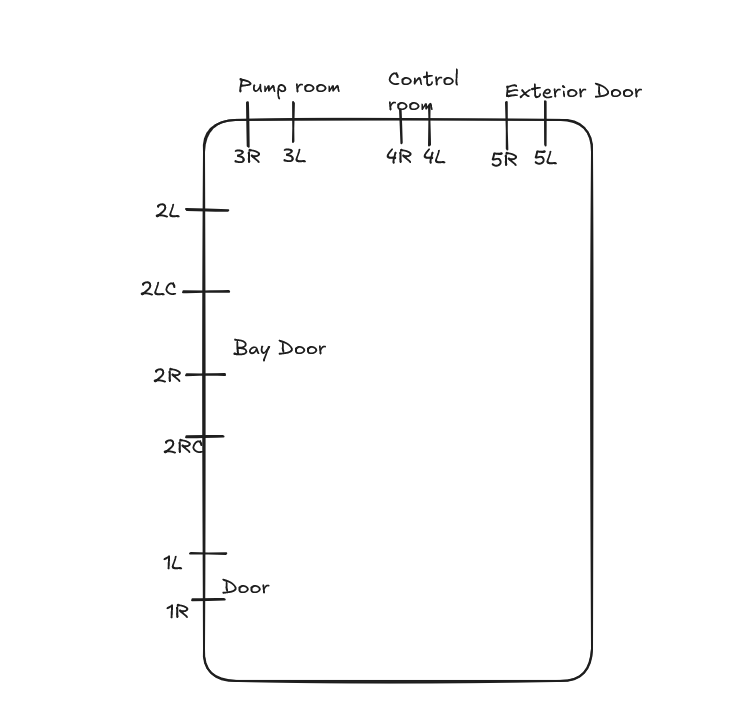 Pump room
Control
room
Exterior Door
3R
3L
4R
4L
5R
5L
2L
2LC
Bay Door
2R
2RC
1L
Door
1R